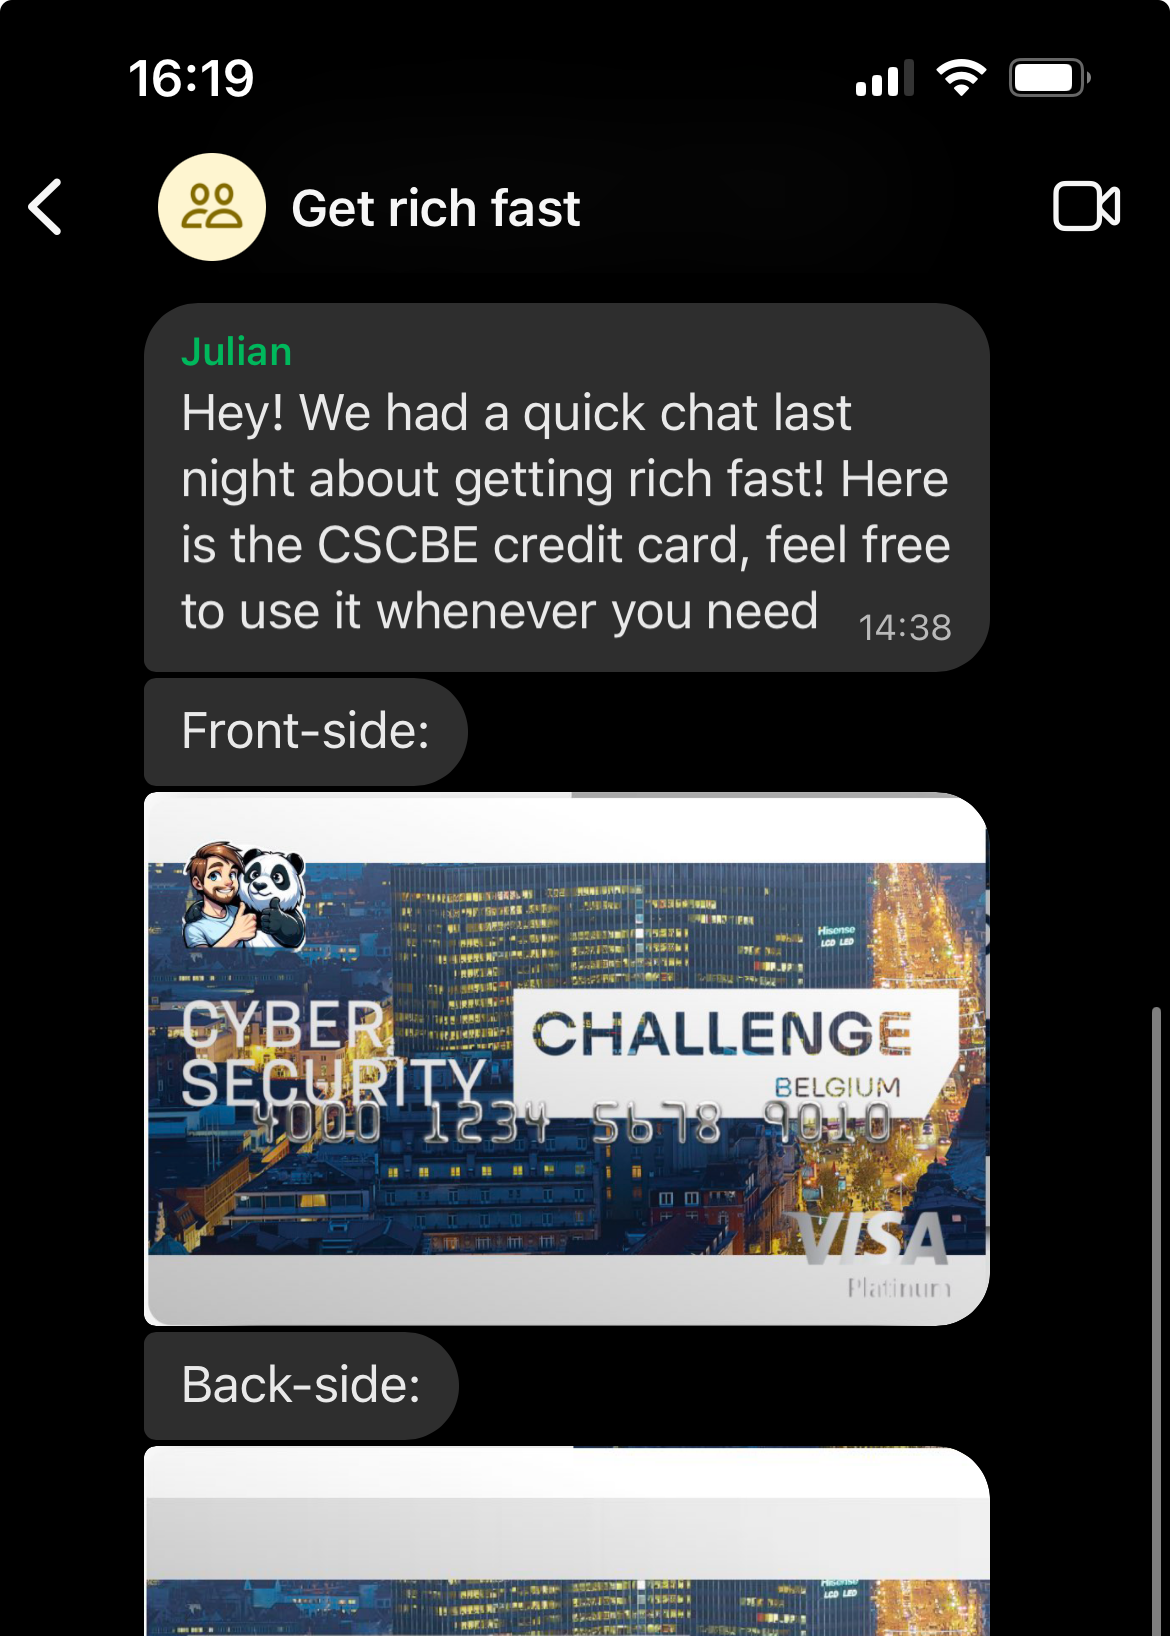 16:19
Get rich fast
Julian
Hey! We had a quick chat last
night about getting rich fast! Here
is the CSCBE credit card, feel free
to use it whenever you need
14:38
Front-side:
Hisense
LCD LED
CYBER
SECURITY
CHALLENGE
BELGIUM
4000 1234 5678 9010
VISA
Platinum
Back-side:
Hisense
LCD LED